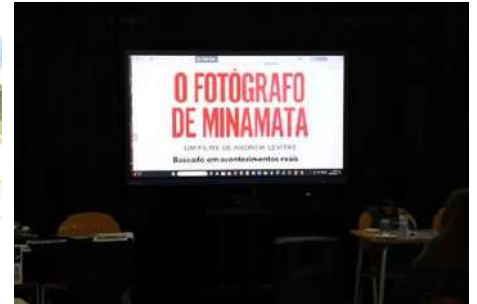 O FOTÓGRAFO
DE MINAMATA
UM FILME DE ANDREW LEVITAS
Baseado em acontecimentos reais